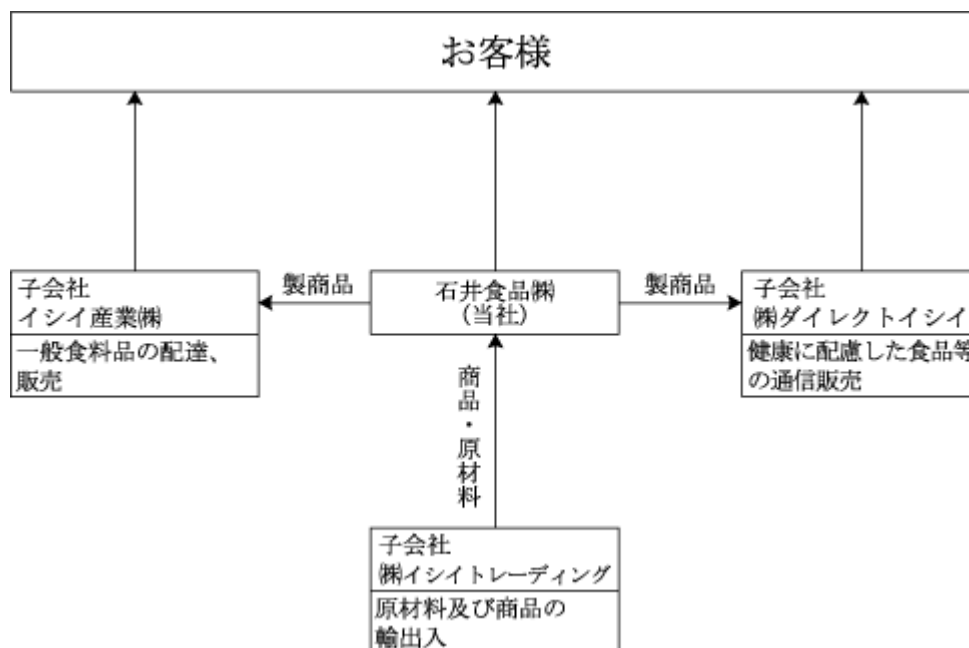 お客様
子会社
イシイ産業㈱
一般食料品の配達、
販売
製商品
石井食品㈱
(当社)
製商品
子会社
㈱ダイレクトイシイ
健康に配慮した食品等
の通信販売
商品・原材料
子会社
㈱イシイトレーディング
原材料及び商品の
輸出入